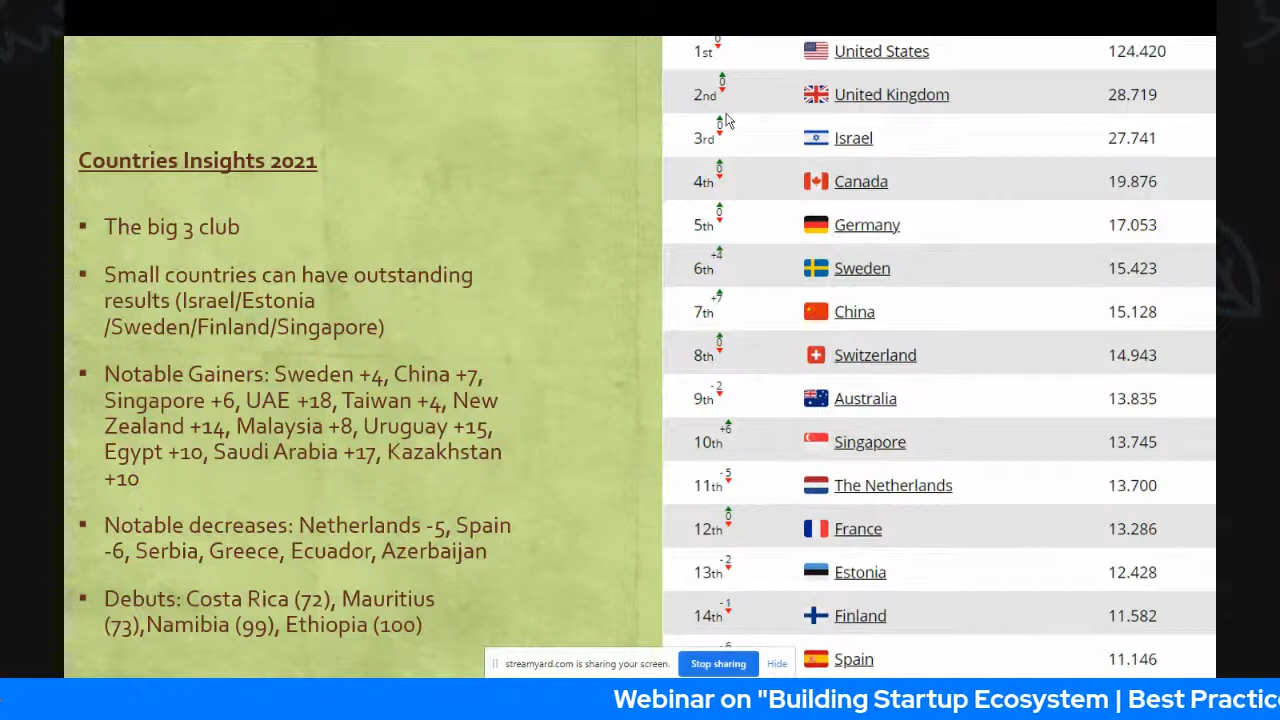 Countries Insights 2021
▪ The big 3 club
▪ Small countries can have outstanding
results (Israel/Estonia
/Sweden/Finland/Singapore)
▪ Notable Gainers: Sweden +4, China +7,
Singapore +6, UAE +18, Taiwan +4, New
Zealand +14, Malaysia +8, Uruguay +15,
Egypt +10, Saudi Arabia +17, Kazakhstan
+10
▪ Notable decreases: Netherlands -5, Spain
-6, Serbia, Greece, Ecuador, Azerbaijan
▪ Debuts: Costa Rica (72), Mauritius
(73),Namibia (99), Ethiopia (100)
1st 0 United States 124.420
2nd 0 United Kingdom 28.719
3rd 0 Israel 27.741
4th 0 Canada 19.876
5th 0 Germany 17.053
6th +4 Sweden 15.423
7th +7 China 15.128
8th 0 Switzerland 14.943
9th -2 Australia 13.835
10th +6 Singapore 13.745
11th -5 The Netherlands 13.700
12th 0 France 13.286
13th -2 Estonia 12.428
14th -1 Finland 11.582
Spain 11.146
streamyard.com is sharing your screen. Stop sharing Hide
Webinar on "Building Startup Ecosystem | Best Practic